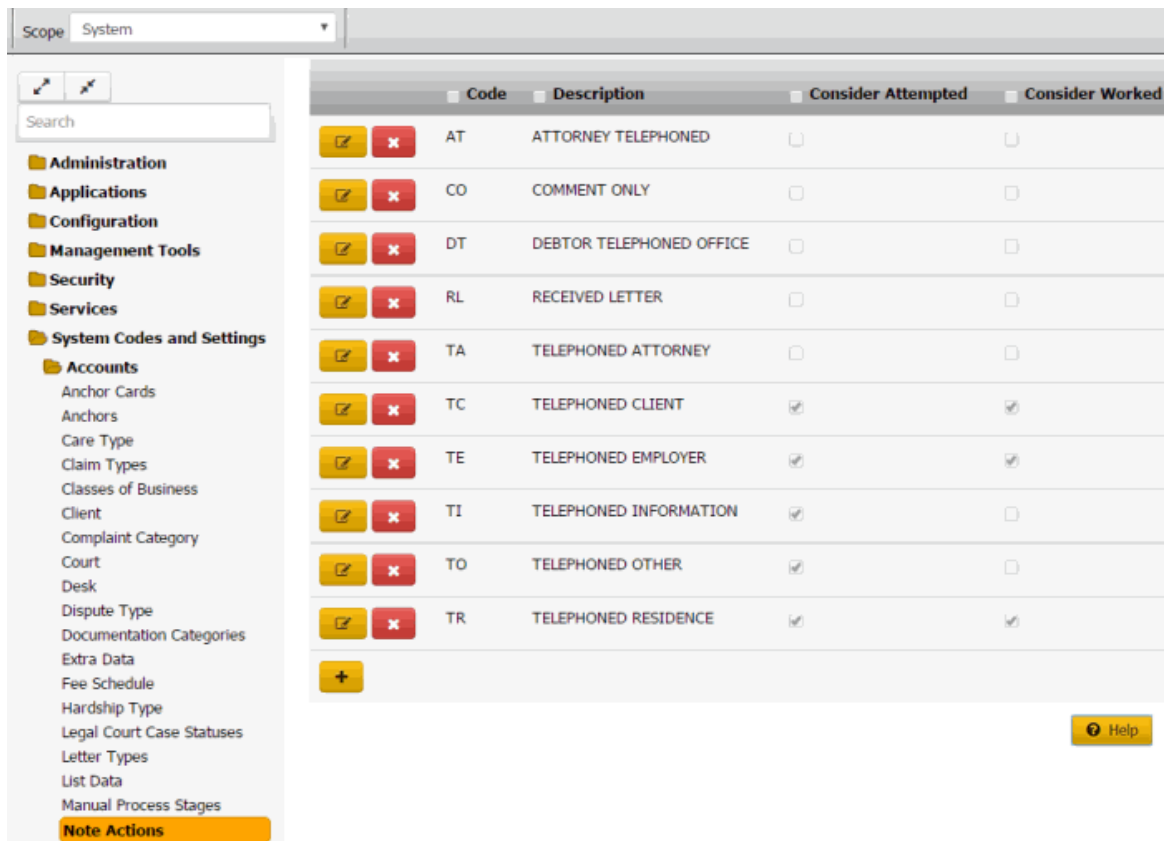 Scope System
Search
Administration
Applications
Configuration
Management Tools
Security
Services
System Codes and Settings
Accounts
Anchor Cards
Anchors
Care Type
Claim Types
Classes of Business
Client
Complaint Category
Court
Desk
Dispute Type
Documentation Categories
Extra Data
Fee Schedule
Hardship Type
Legal Court Case Statuses
Letter Types
List Data
Manual Process Stages
Note Actions
Code Description Consider Attempted Consider Worked
AT ATTORNEY TELEPHONED
CO COMMENT ONLY
DT DEBTOR TELEPHONED OFFICE
RL RECEIVED LETTER
TA TELEPHONED ATTORNEY
TC TELEPHONED CLIENT
TE TELEPHONED EMPLOYER
TI TELEPHONED INFORMATION
TO TELEPHONED OTHER
TR TELEPHONED RESIDENCE
Help